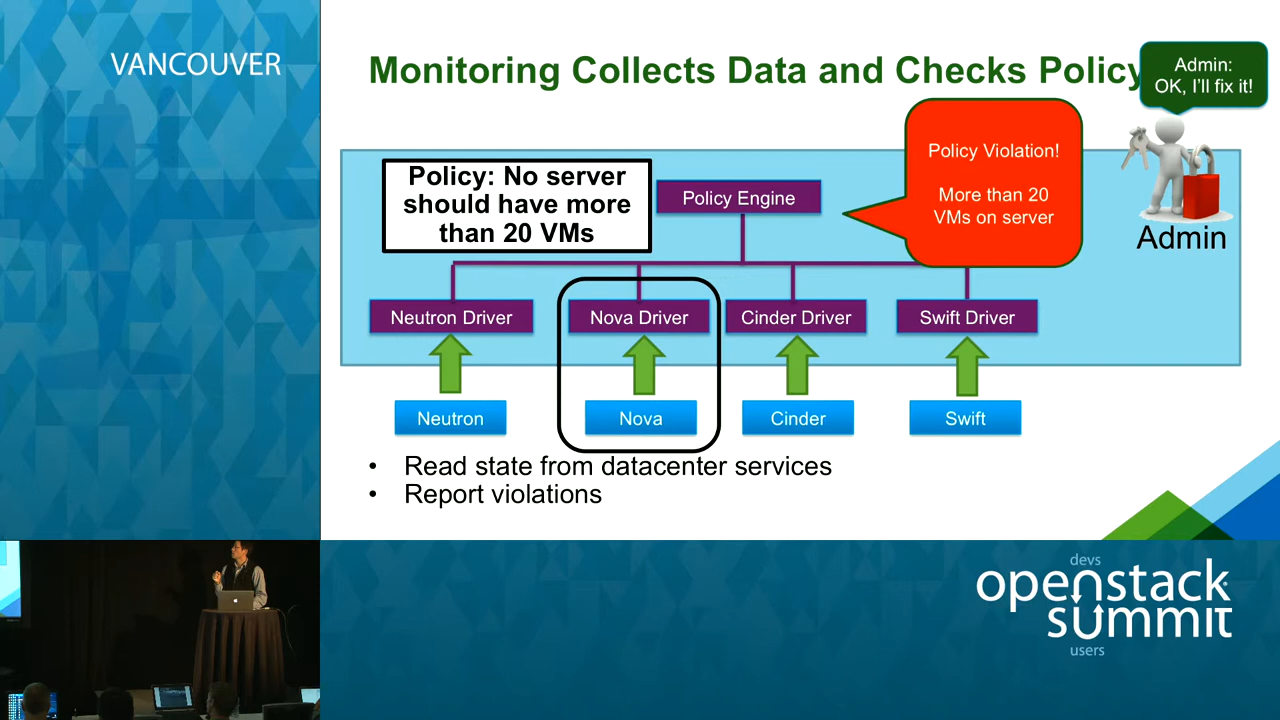 VANCOUVER
Monitoring Collects Data and Checks Policy
Admin:
OK, I'll fix it!
Policy: No server
should have more
than 20 VMs
Policy Engine
Policy Violation!
More than 20
VMs on server
Admin
Neutron Driver
Nova Driver
Cinder Driver
Swift Driver
Neutron
Nova
Cinder
Swift
• Read state from datacenter services
• Report violations
devs
openstack
summit
users